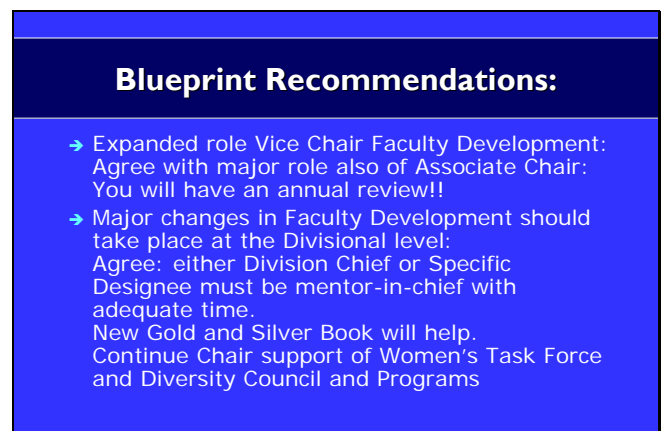 Blueprint Recommendations:
➔ Expanded role Vice Chair Faculty Development:
Agree with major role also of Associate Chair:
You will have an annual review!!
➔ Major changes in Faculty Development should
take place at the Divisional level:
Agree: either Division Chief or Specific
Designee must be mentor-in-chief with
adequate time.
New Gold and Silver Book will help.
Continue Chair support of Women's Task Force
and Diversity Council and Programs